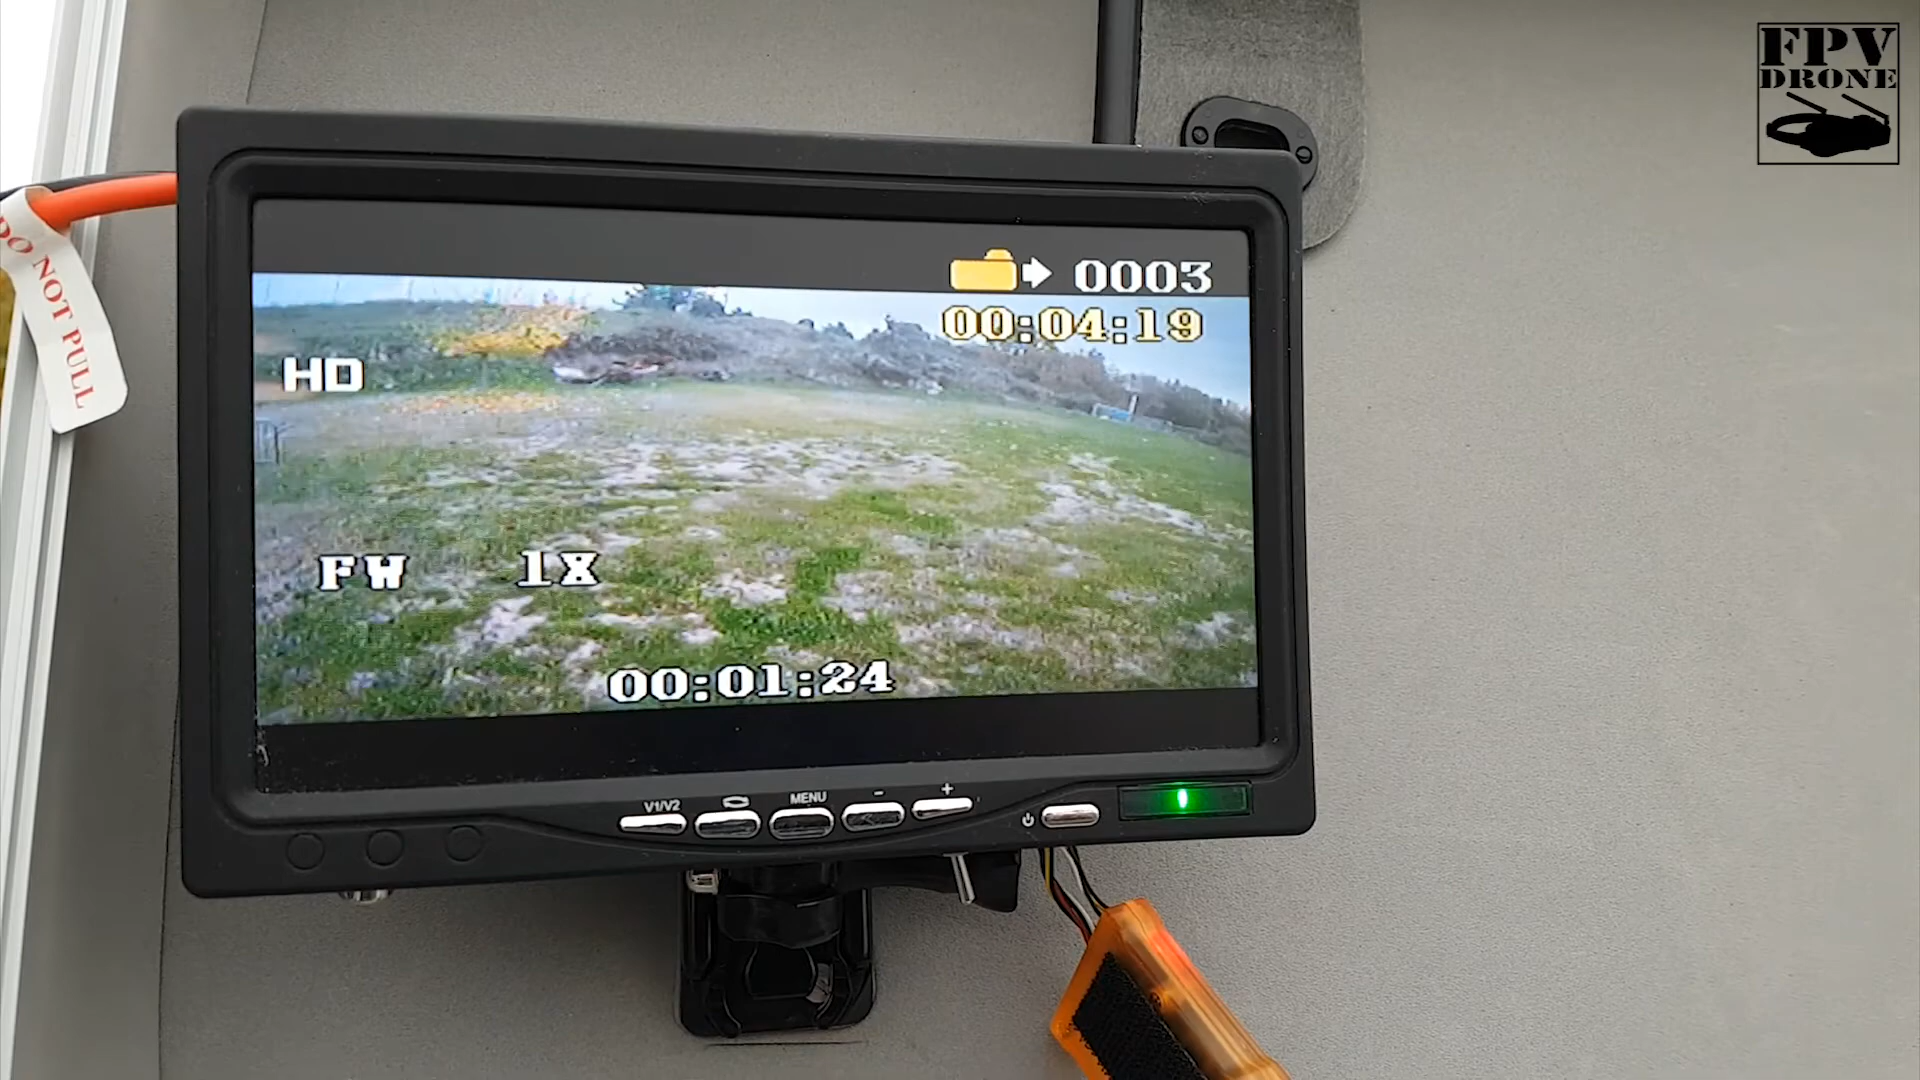 FPV
DRONE
DO NOT PULL
0003
00:04:19
HD
FW 1X
00:01:24
V1/V2 MENU - +